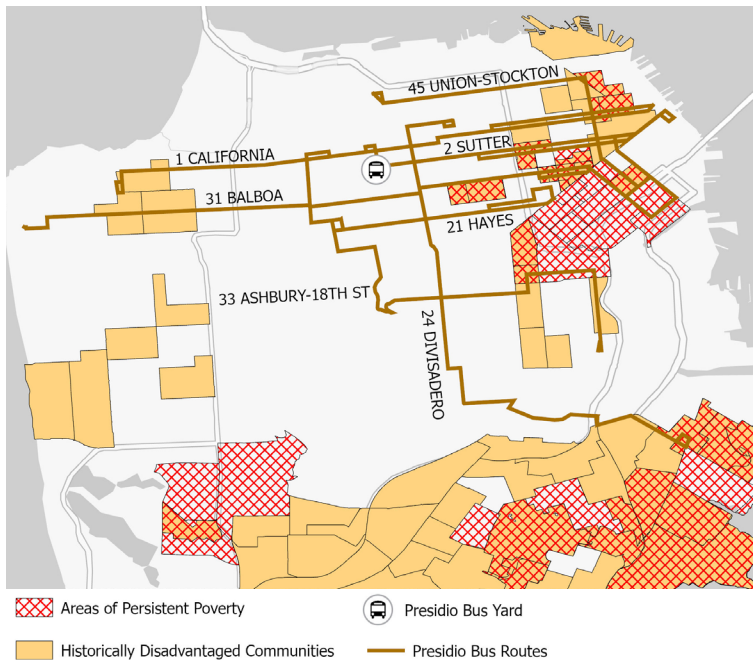 45 UNION-STOCKTON
1 CALIFORNIA
2 SUTTER
31 BALBOA
21 HAYES
33 ASHBURY-18TH ST
24 DIVISADERO
Areas of Persistent Poverty
Presidio Bus Yard
Historically Disadvantaged Communities
Presidio Bus Routes